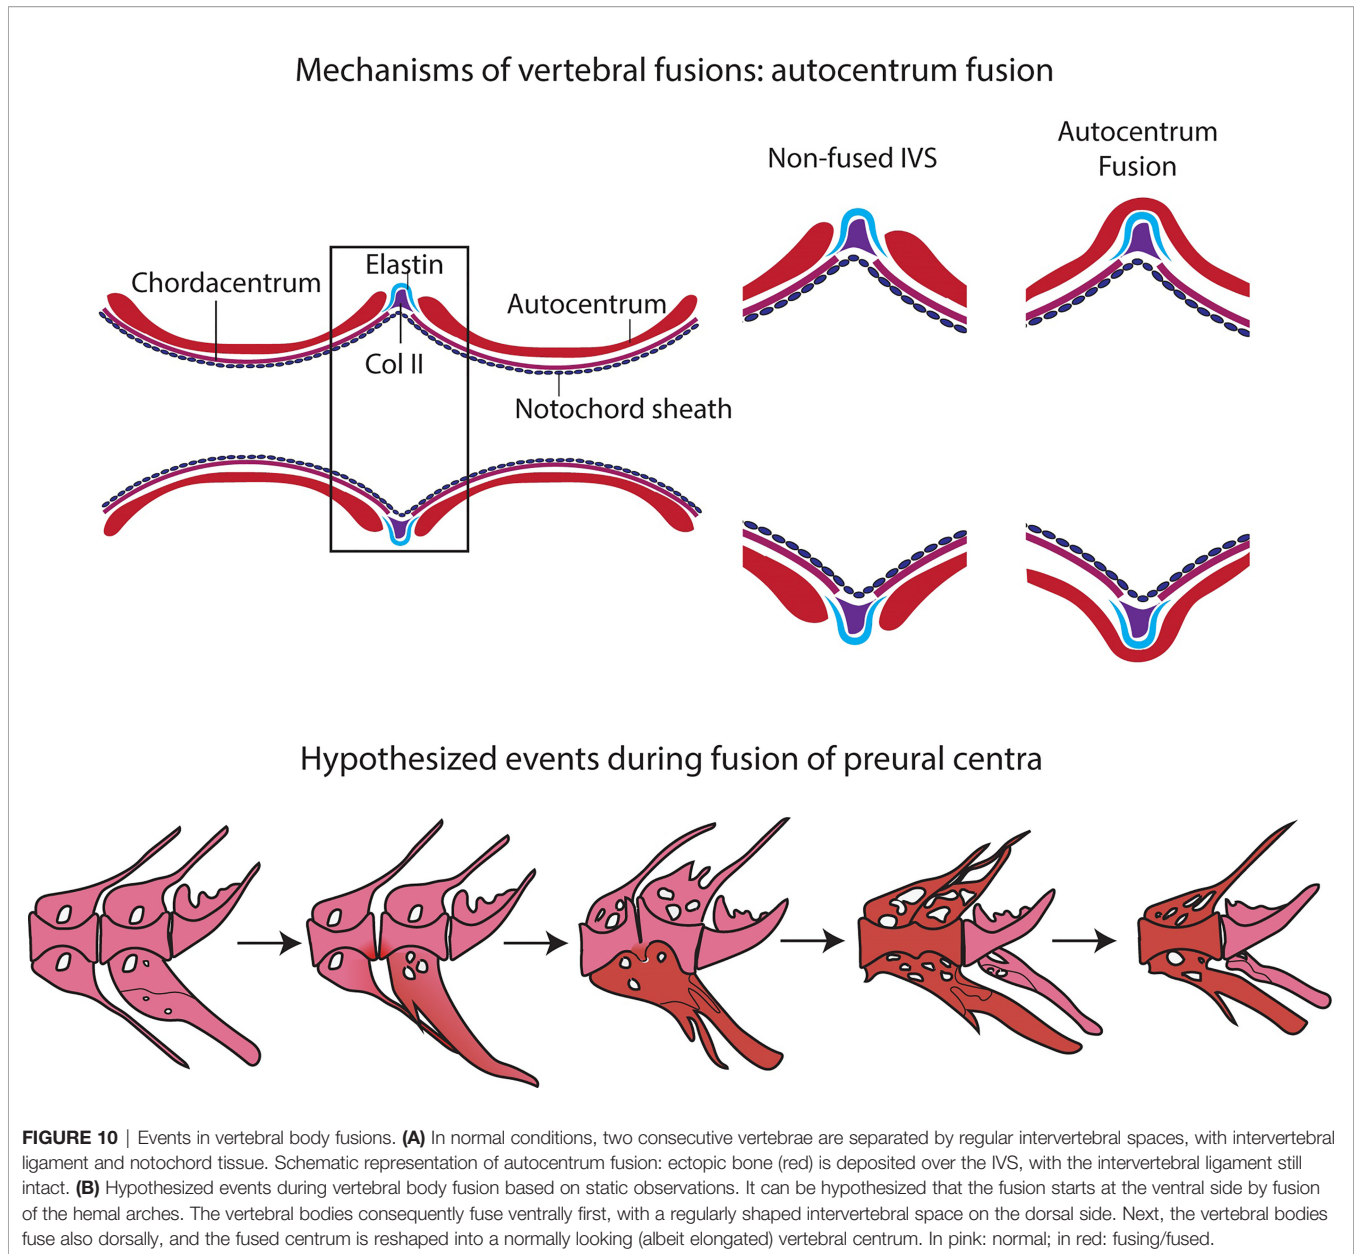 Mechanisms of vertebral fusions: autocentrum fusion
Non-fused IVS
Autocentrum
Fusion
Chordacentrum
Elastin
Autocentrum
Col II
Notochord sheath
Hypothesized events during fusion of preural centra
FIGURE 10 | Events in vertebral body fusions. (A) In normal conditions, two consecutive vertebrae are separated by regular intervertebral spaces, with intervertebral
ligament and notochord tissue. Schematic representation of autocentrum fusion: ectopic bone (red) is deposited over the IVS, with the intervertebral ligament still
intact. (B) Hypothesized events during vertebral body fusion based on static observations. It can be hypothesized that the fusion starts at the ventral side by fusion
of the hemal arches. The vertebral bodies consequently fuse ventrally first, with a regularly shaped intervertebral space on the dorsal side. Next, the vertebral bodies
fuse also dorsally, and the fused centrum is reshaped into a normally looking (albeit elongated) vertebral centrum. In pink: normal; in red: fusing/fused.